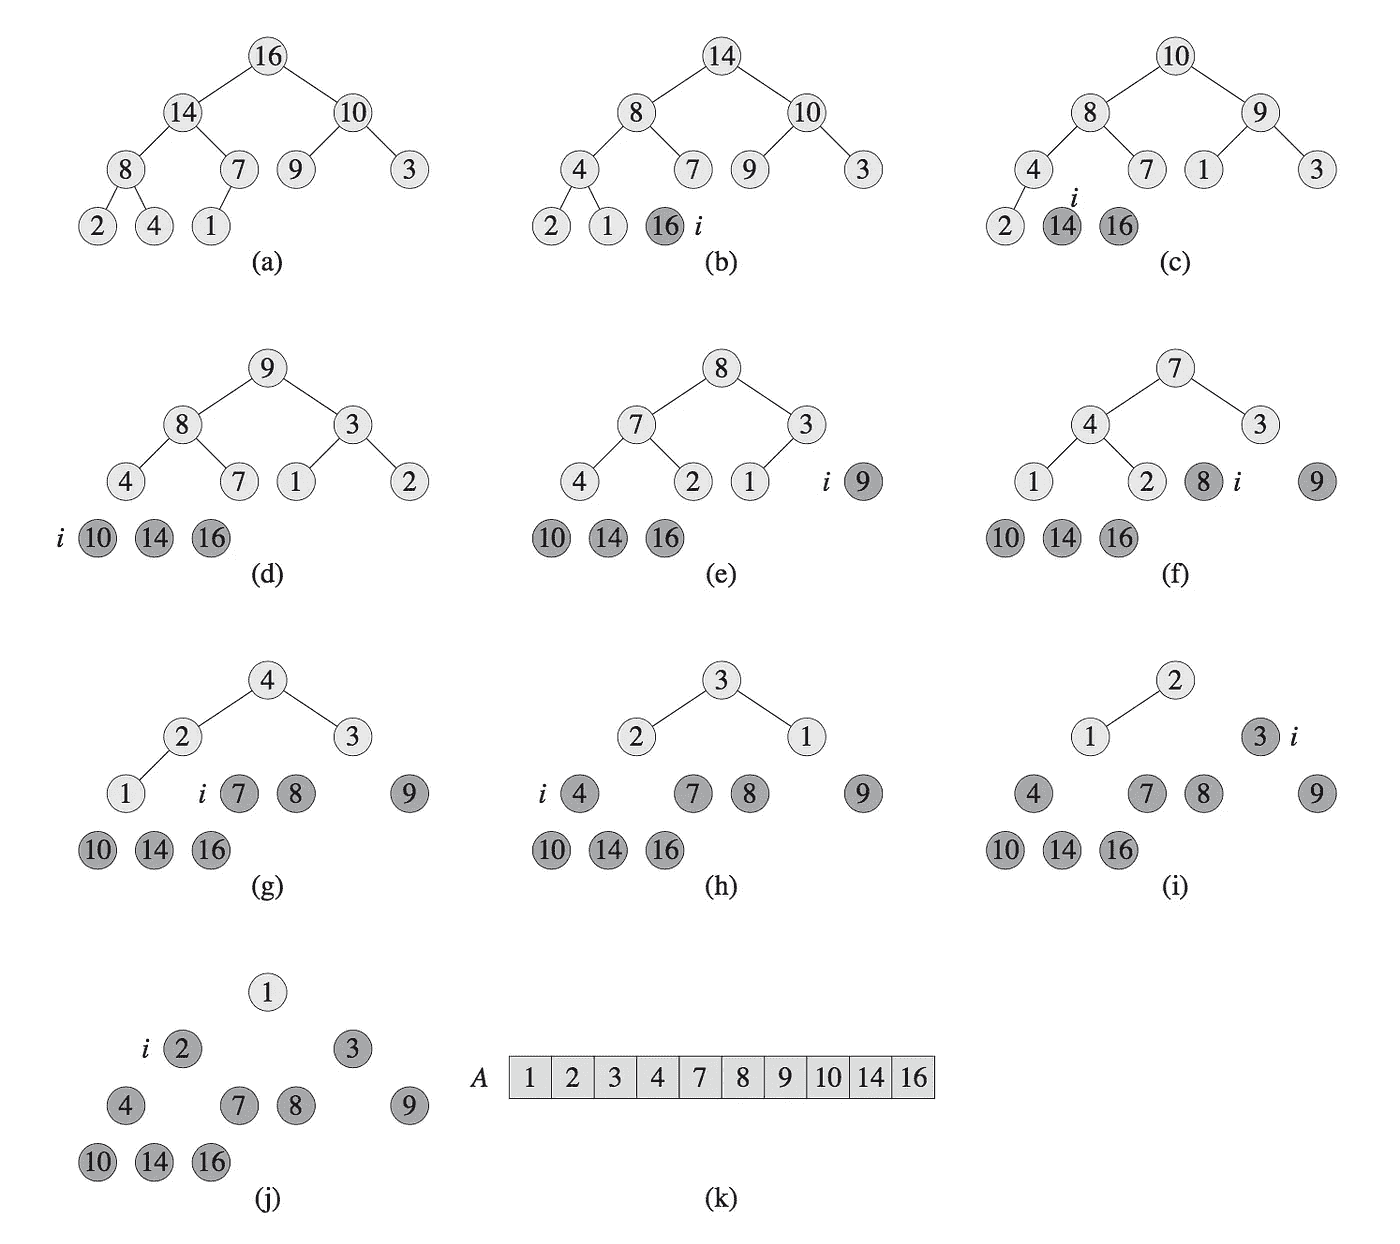 16 14 10
14 10 8 10 8 9
8 7 9 3 4 7 9 3 4 7 1 3
2 4 1 2 1 16 i 2 14 i 16
(a) (b) (c)
9 8 7
8 3 7 3 4 3
4 7 1 2 4 2 1 i 9 1 2 8 i 9
i 10 14 16 10 14 16 10 14 16
(d) (e) (f)
4 3 2
2 3 2 1 1 3 i
1 i 7 8 9 i 4 7 8 9 4 7 8 9
10 14 16 10 14 16 10 14 16
(g) (h) (i)
1
i 2 3
A 1 2 3 4 7 8 9 10 14 16
4 7 8 9
10 14 16
(j) (k)